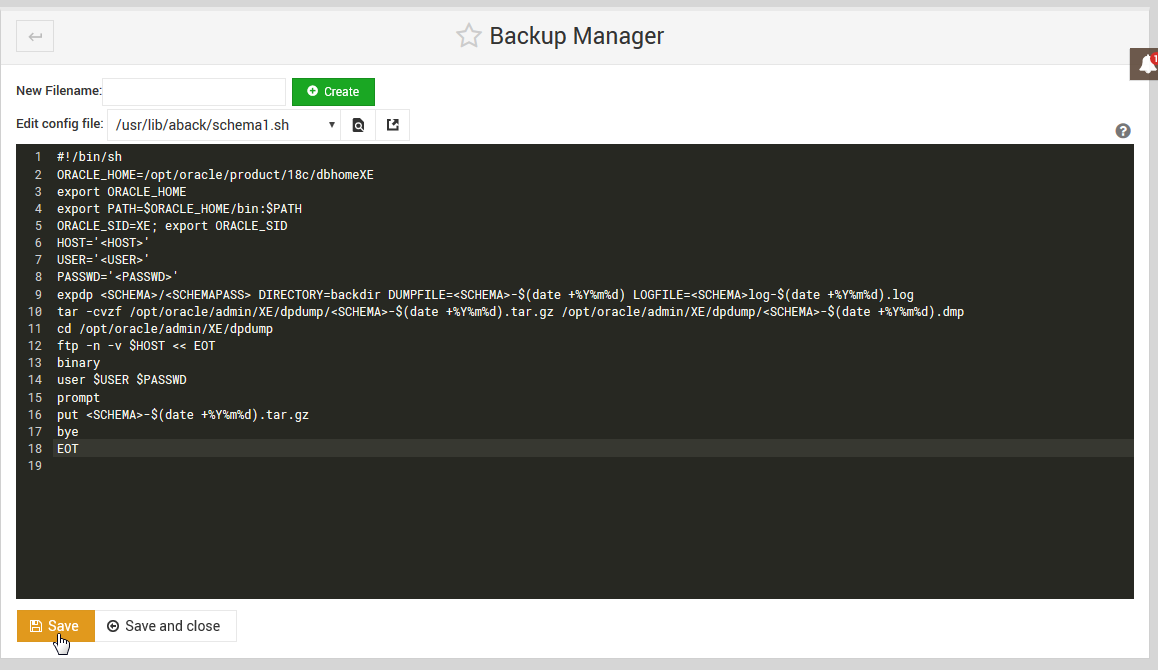 Backup Manager
1
New Filename:
Create
Edit config file: /usr/lib/aback/schema1.sh
1 #!/bin/sh
2 ORACLE_HOME=/opt/oracle/product/18c/dbhomeXE
3 export ORACLE_HOME
4 export PATH=$ORACLE_HOME/bin:$PATH
5 ORACLE_SID=XE; export ORACLE_SID
6 HOST='<HOST>'
7 USER='<USER>'
8 PASSWD='<PASSWD>'
9 expdp <SCHEMA>/<SCHEMAPASS> DIRECTORY=backdir DUMPFILE=<SCHEMA>-$(date +%Y%m%d) LOGFILE=<SCHEMA>log-$(date +%Y%m%d).log
10 tar -cvzf /opt/oracle/admin/XE/dpdump/<SCHEMA>-$(date +%Y%m%d).tar.gz /opt/oracle/admin/XE/dpdump/<SCHEMA>-$(date +%Y%m%d).dmp
11 cd /opt/oracle/admin/XE/dpdump
12 ftp -n -v $HOST << EOT
13 binary
14 user $USER $PASSWD
15 prompt
16 put <SCHEMA>-$(date +%Y%m%d).tar.gz
17 bye
18 EOT
19
Save
Save and close